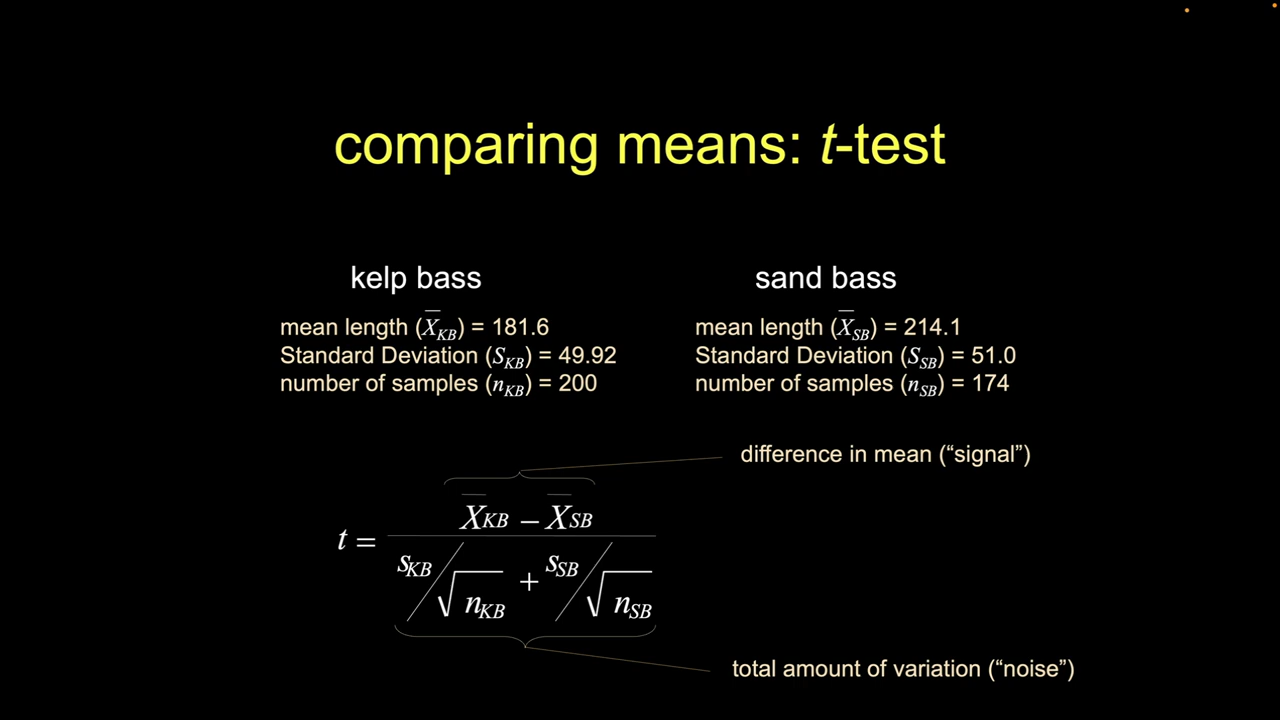 comparing means: t-test
kelp bass
mean length (X̅KB) = 181.6
Standard Deviation (SKB) = 49.92
number of samples (nKB) = 200
sand bass
mean length (X̅SB) = 214.1
Standard Deviation (SSB) = 51.0
number of samples (nSB) = 174
difference in mean (“signal”)
t = (X̅KB – X̅SB) / (sKB/√nKB + sSB/√nSB)
total amount of variation (“noise”)